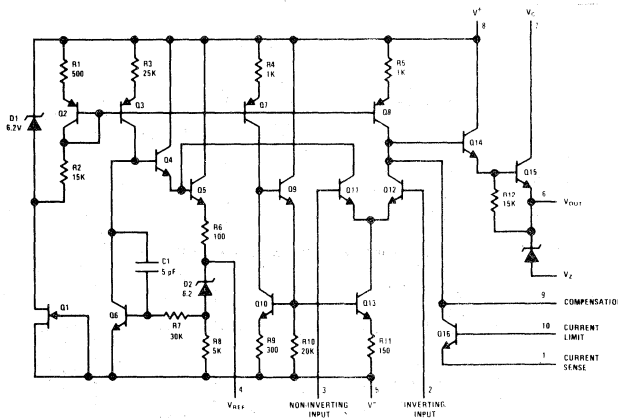 V+ VC
8 7
R1
500
R3
25K
R4
1K
R5
1K
D1
6.2V
Q2
Q3
Q7
Q8
R2
15K
Q4
Q5
Q9
Q11
Q12
Q14
Q15
R12
15K
6 VOUT
VZ
R6
100
C1
5 pF
D2
6.2
9 COMPENSATION
Q1
Q6
R7
30K
R8
5K
Q10
R9
300
R10
20K
Q13
R11
150
Q16
10 CURRENT
LIMIT
1 CURRENT
SENSE
4 3 5 2
VREF
NON-INVERTING
INPUT
V-
INVERTING
INPUT